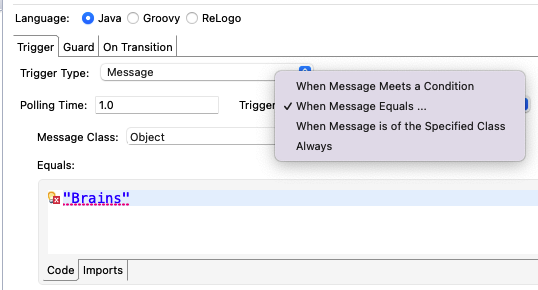 Language: Java Groovy ReLogo
Trigger Guard On Transition
Trigger Type: Message
When Message Meets a Condition
Polling Time: 1.0 Trigger
✓ When Message Equals ...
When Message is of the Specified Class
Message Class: Object
Always
Equals:
"Brains"
Code Imports